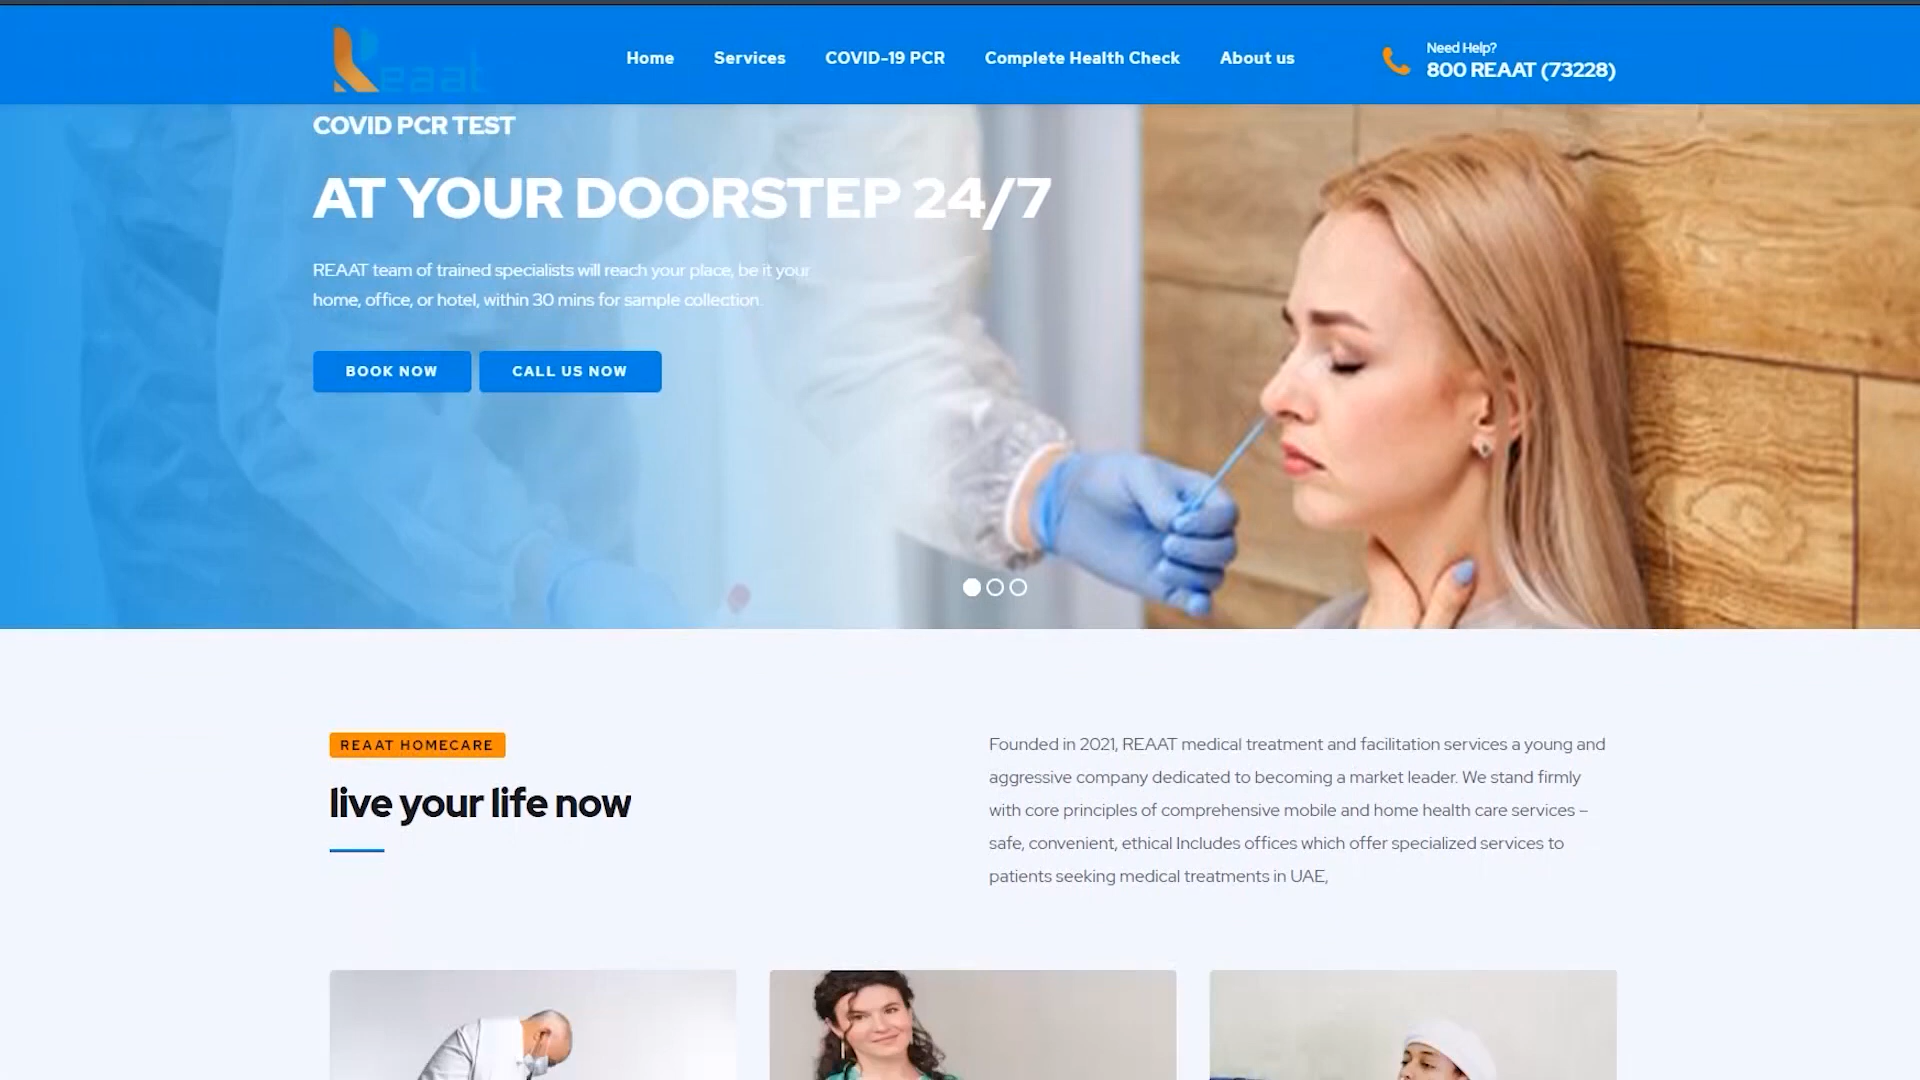 Reaat
Home
Services
COVID-19 PCR
Complete Health Check
About us
Need Help?
800 REAAT (73228)
COVID PCR TEST
AT YOUR DOORSTEP 24/7
REAAT team of trained specialists will reach your place, be it your
home, office, or hotel, within 30 mins for sample collection.
BOOK NOW
CALL US NOW
REAAT HOMECARE
live your life now
Founded in 2021, REAAT medical treatment and facilitation services a young and
aggressive company dedicated to becoming a market leader. We stand firmly
with core principles of comprehensive mobile and home health care services –
safe, convenient, ethical Includes offices which offer specialized services to
patients seeking medical treatments in UAE,